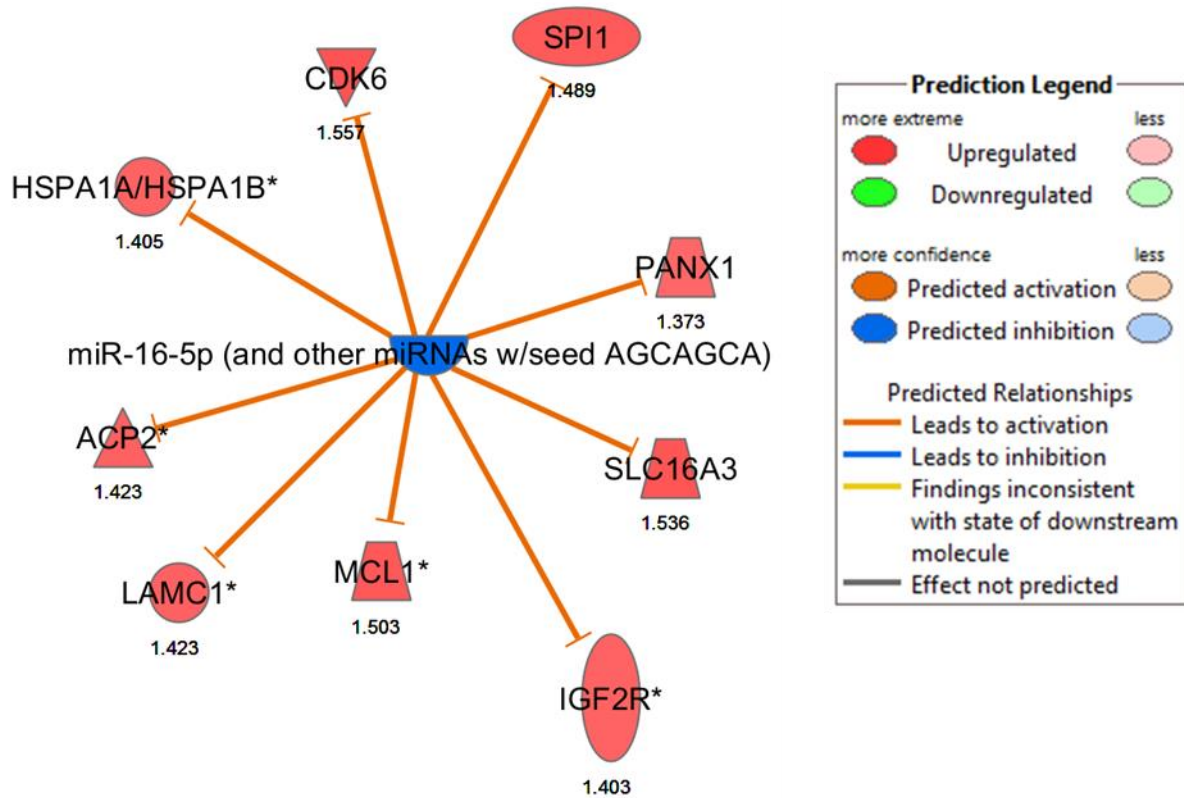 SPI1
1.489
CDK6
1.557
HSPA1A/HSPA1B*
1.405
PANX1
1.373
miR-16-5p (and other miRNAs w/seed AGCAGCA)
ACP2*
1.423
SLC16A3
1.536
MCL1*
1.503
LAMC1*
1.423
IGF2R*
1.403
Prediction Legend
more extreme less
Upregulated
Downregulated
more confidence less
Predicted activation
Predicted inhibition
Predicted Relationships
Leads to activation
Leads to inhibition
Findings inconsistent
with state of downstream
molecule
Effect not predicted